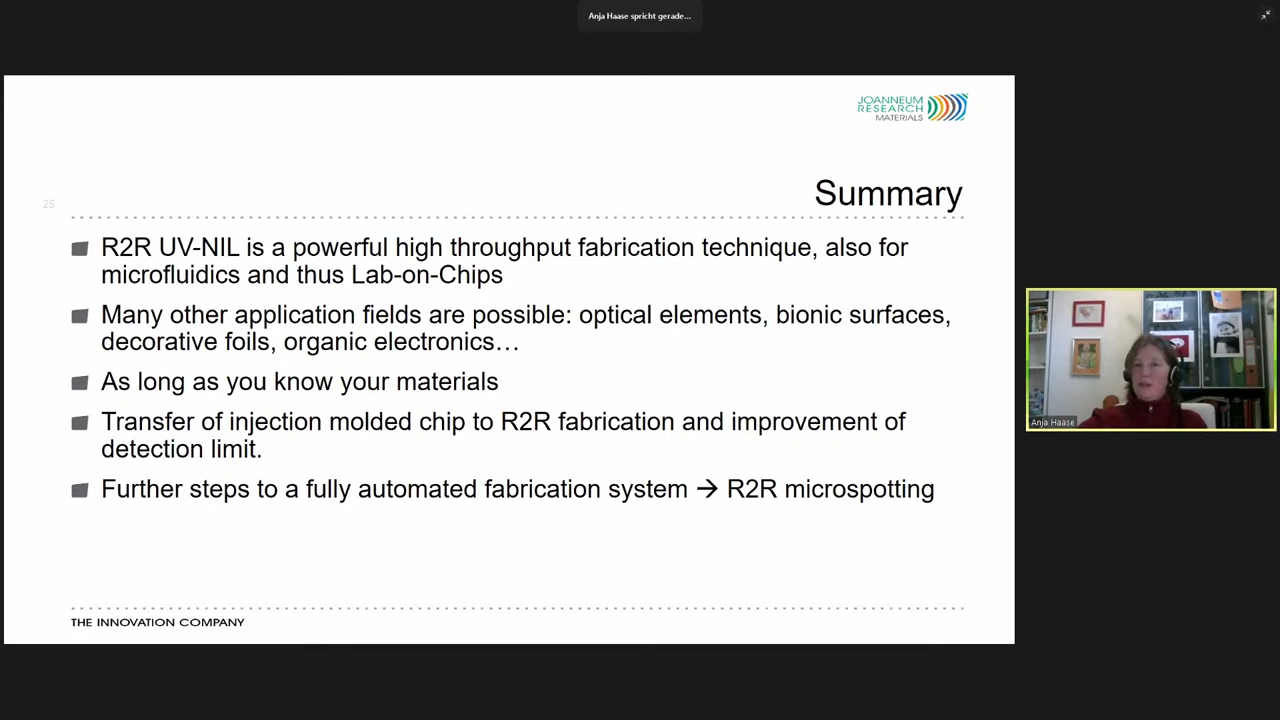 Anja Haase spricht gerade...
JOANNEUM
RESEARCH
MATERIALS
Summary
25
R2R UV-NIL is a powerful high throughput fabrication technique, also for
microfluidics and thus Lab-on-Chips
Many other application fields are possible: optical elements, bionic surfaces,
decorative foils, organic electronics…
As long as you know your materials
Transfer of injection molded chip to R2R fabrication and improvement of
detection limit.
Further steps to a fully automated fabrication system → R2R microspotting
THE INNOVATION COMPANY
Anja Haase